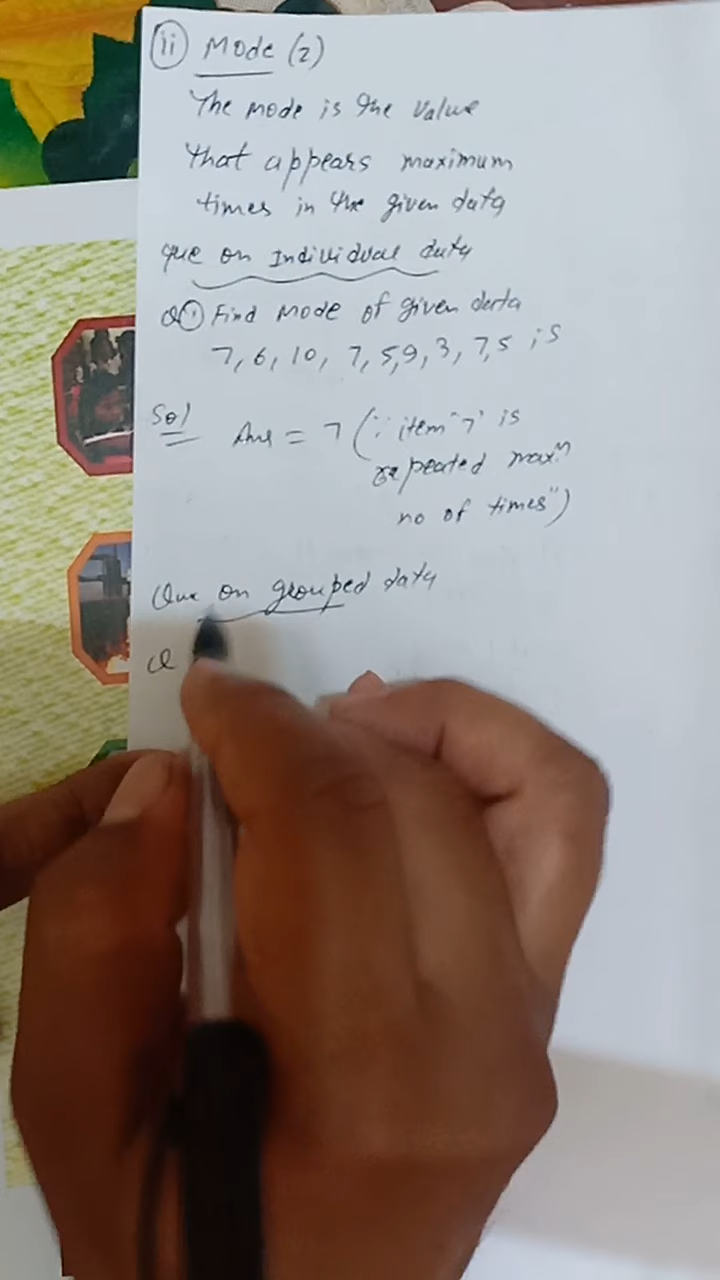 (ii) Mode (z)
The mode is the value
that appears maximum
times in the given data
que on Individual data
Q① Find Mode of given data
7, 6, 10, 7, 5, 9, 3, 7, 5 is
Sol
Ans = 7 (∵ item "7" is
repeated maxm
no of times")
Que on grouped data
Q